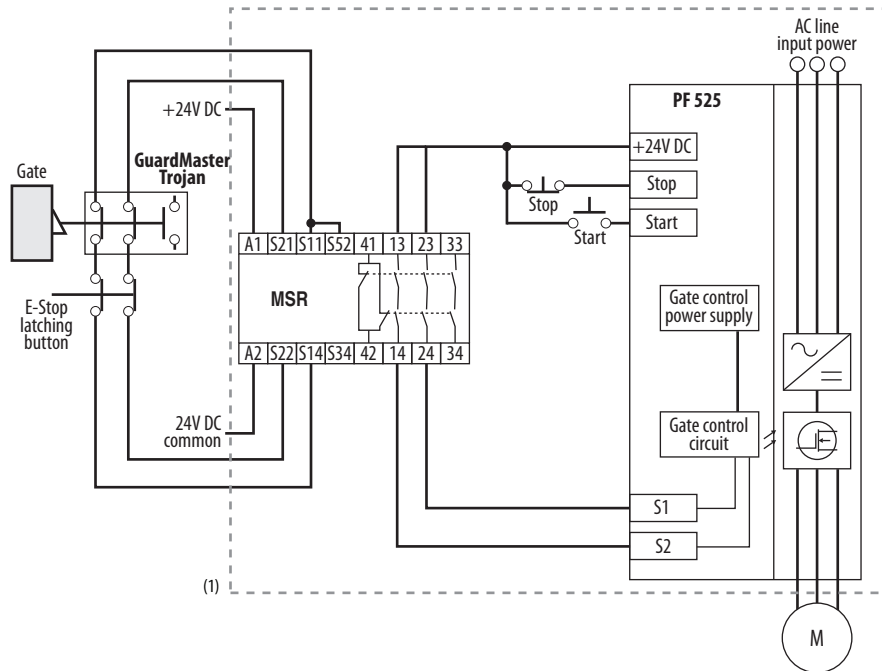 AC line
input power
+24V DC
PF 525
Gate
GuardMaster
Trojan
+24V DC
Stop
Stop
Start
Start
A1 S21 S11 S52 41 13 23 33
MSR
Gate control
power supply
E-Stop
latching
button
A2 S22 S14 S34 42 14 24 34
24V DC
common
Gate control
circuit
S1
S2
(1)
M